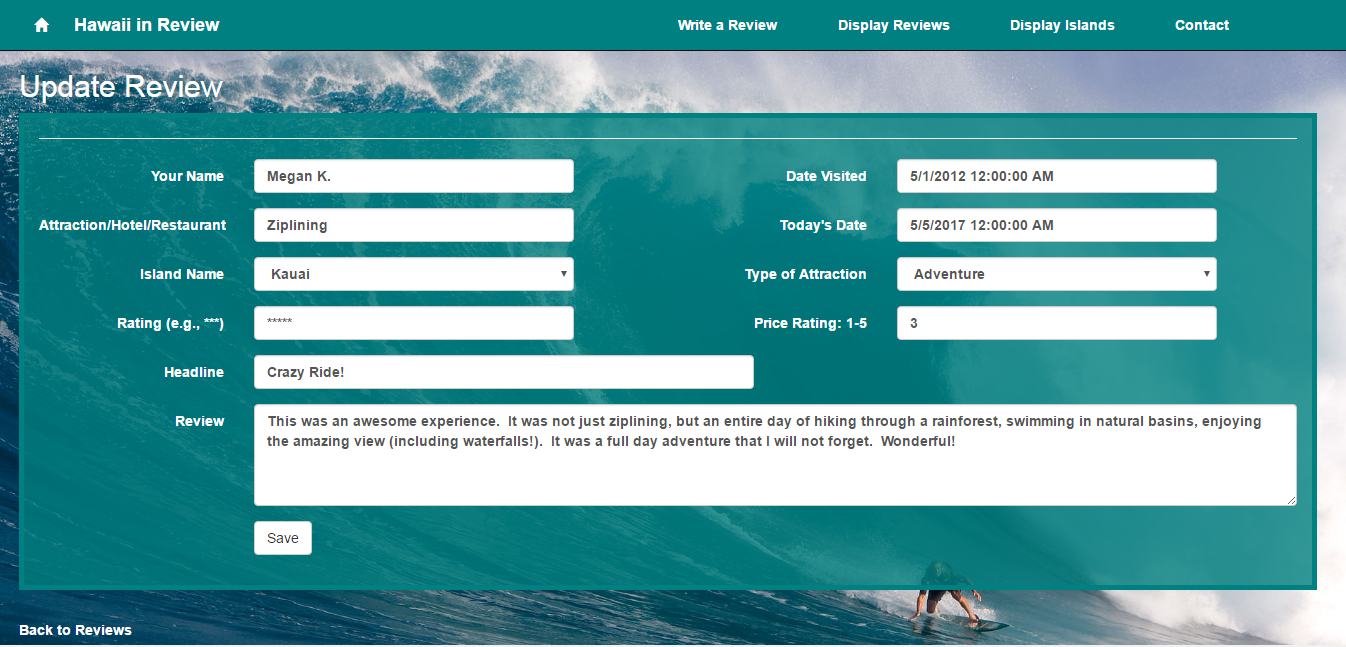 Hawaii in Review Write a Review Display Reviews Display Islands Contact
Update Review
Your Name Megan K. Date Visited 5/1/2012 12:00:00 AM
Attraction/Hotel/Restaurant Ziplining Today's Date 5/5/2017 12:00:00 AM
Island Name Kauai Type of Attraction Adventure
Rating (e.g., ***) ***** Price Rating: 1-5 3
Headline Crazy Ride!
Review This was an awesome experience.  It was not just ziplining, but an entire day of hiking through a rainforest, swimming in natural basins, enjoying
the amazing view (including waterfalls!).  It was a full day adventure that I will not forget.  Wonderful!
Save
Back to Reviews